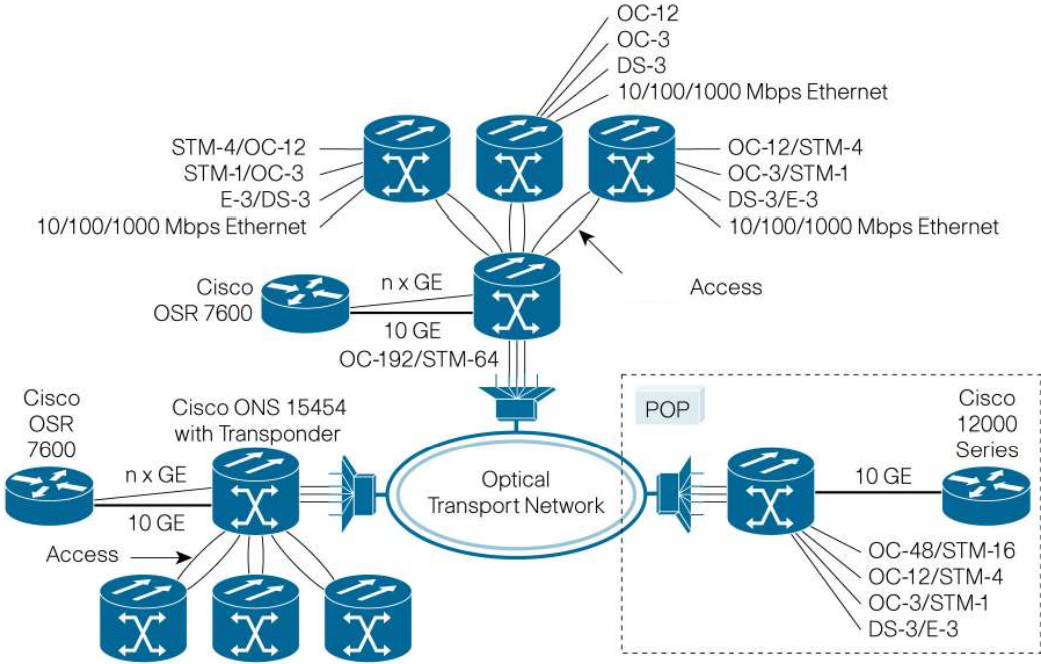 OC-12
OC-3
DS-3
10/100/1000 Mbps Ethernet
STM-4/OC-12
STM-1/OC-3
E-3/DS-3
10/100/1000 Mbps Ethernet
OC-12/STM-4
OC-3/STM-1
DS-3/E-3
10/100/1000 Mbps Ethernet
Access
Cisco
OSR 7600
n x GE
10 GE
OC-192/STM-64
Cisco
OSR
7600
Cisco ONS 15454
with Transponder
n x GE
10 GE
Access
Optical
Transport Network
POP
Cisco
12000
Series
10 GE
OC-48/STM-16
OC-12/STM-4
OC-3/STM-1
DS-3/E-3